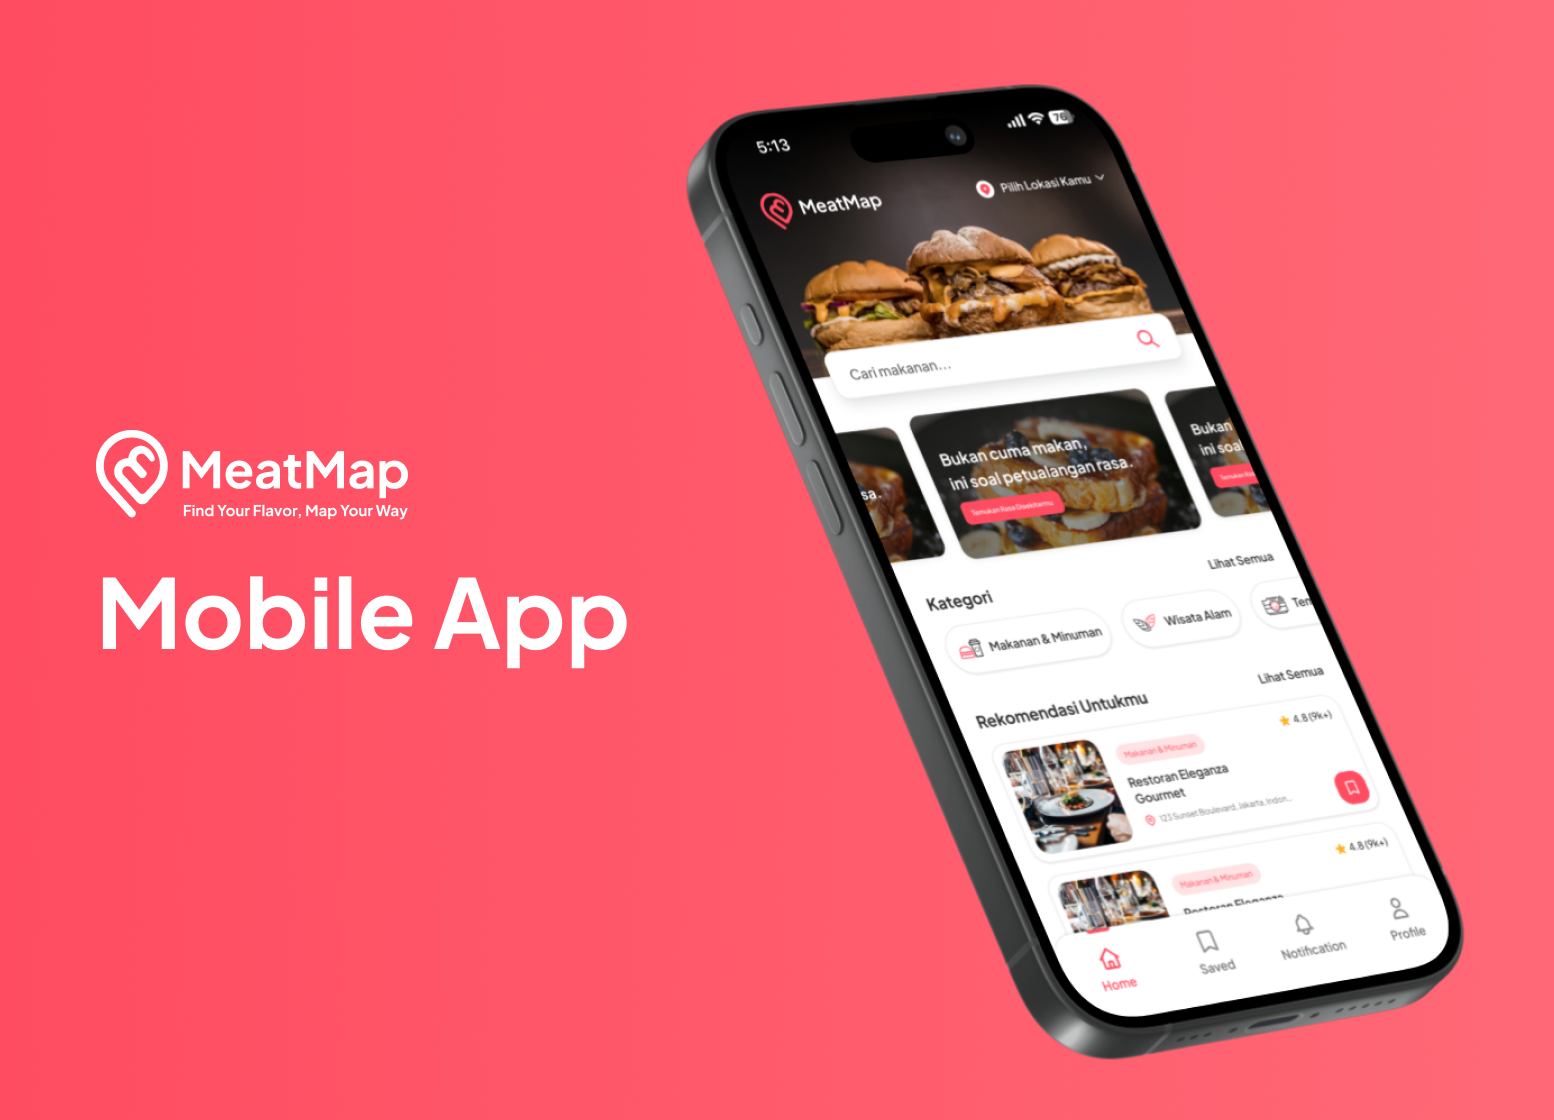 MeatMap
Find Your Flavor, Map Your Way
Mobile App
5:13
76
MeatMap
Pilih Lokasi Kamu
Cari makanan...
sa.
Bukan cuma makan,
ini soal petualangan rasa.
Temukan Rasa Disekitarmu
Bukan
ini soal
Temukan Ra
Kategori
Lihat Semua
Makanan & Minuman
Wisata Alam
Tem
Rekomendasi Untukmu
Lihat Semua
Makanan & Minuman
4.8 (9k+)
Restoran Eleganza
Gourmet
123 Sunset Boulevard, Jakarta, Indon...
Makanan & Minuman
4.8 (9k+)
Restoran Eleganza
Home
Saved
Notification
Profile